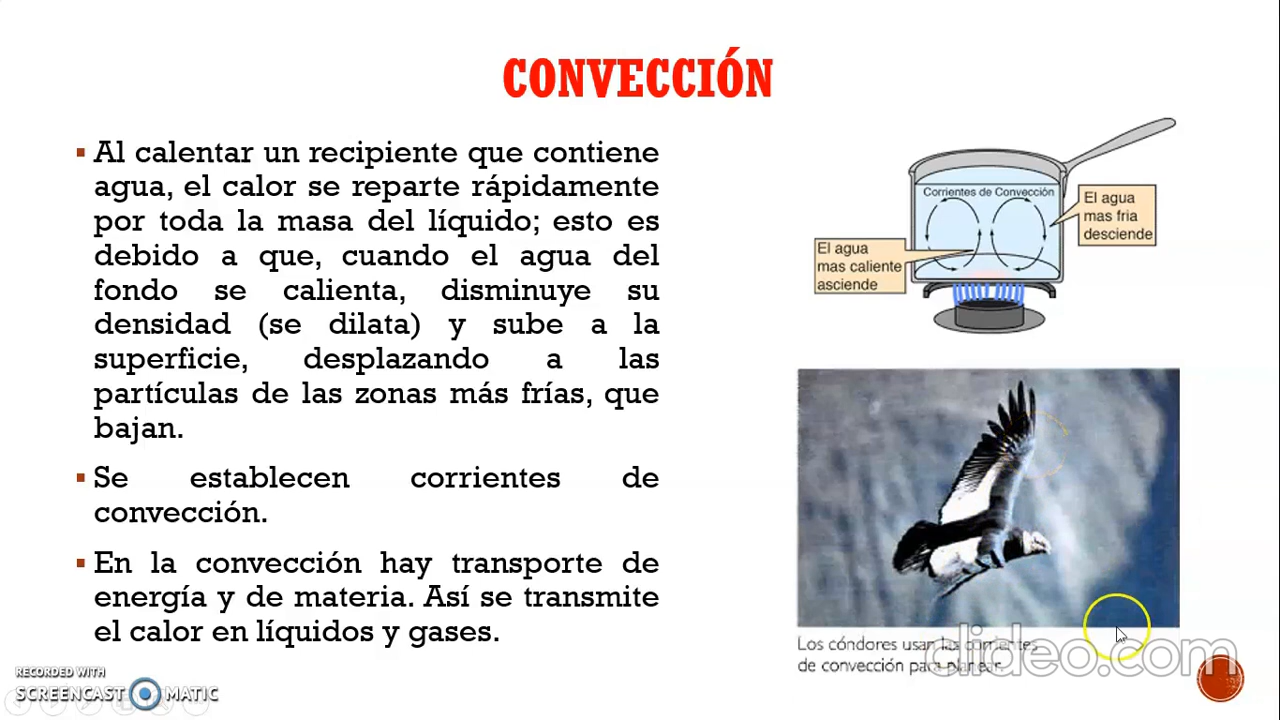 CONVECCIÓN
Al calentar un recipiente que contiene
agua, el calor se reparte rápidamente
por toda la masa del líquido; esto es
debido a que, cuando el agua del
fondo se calienta, disminuye su
densidad (se dilata) y sube a la
superficie, desplazando a las
partículas de las zonas más frías, que
bajan.
Se establecen corrientes de
convección.
En la convección hay transporte de
energía y de materia. Así se transmite
el calor en líquidos y gases.
Corrientes de Convección
El agua
mas fria
desciende
El agua
mas caliente
asciende
Los cóndores usan las corrientes
de convección para planear.
clideo.com
RECORDED WITH
SCREENCAST MATIC